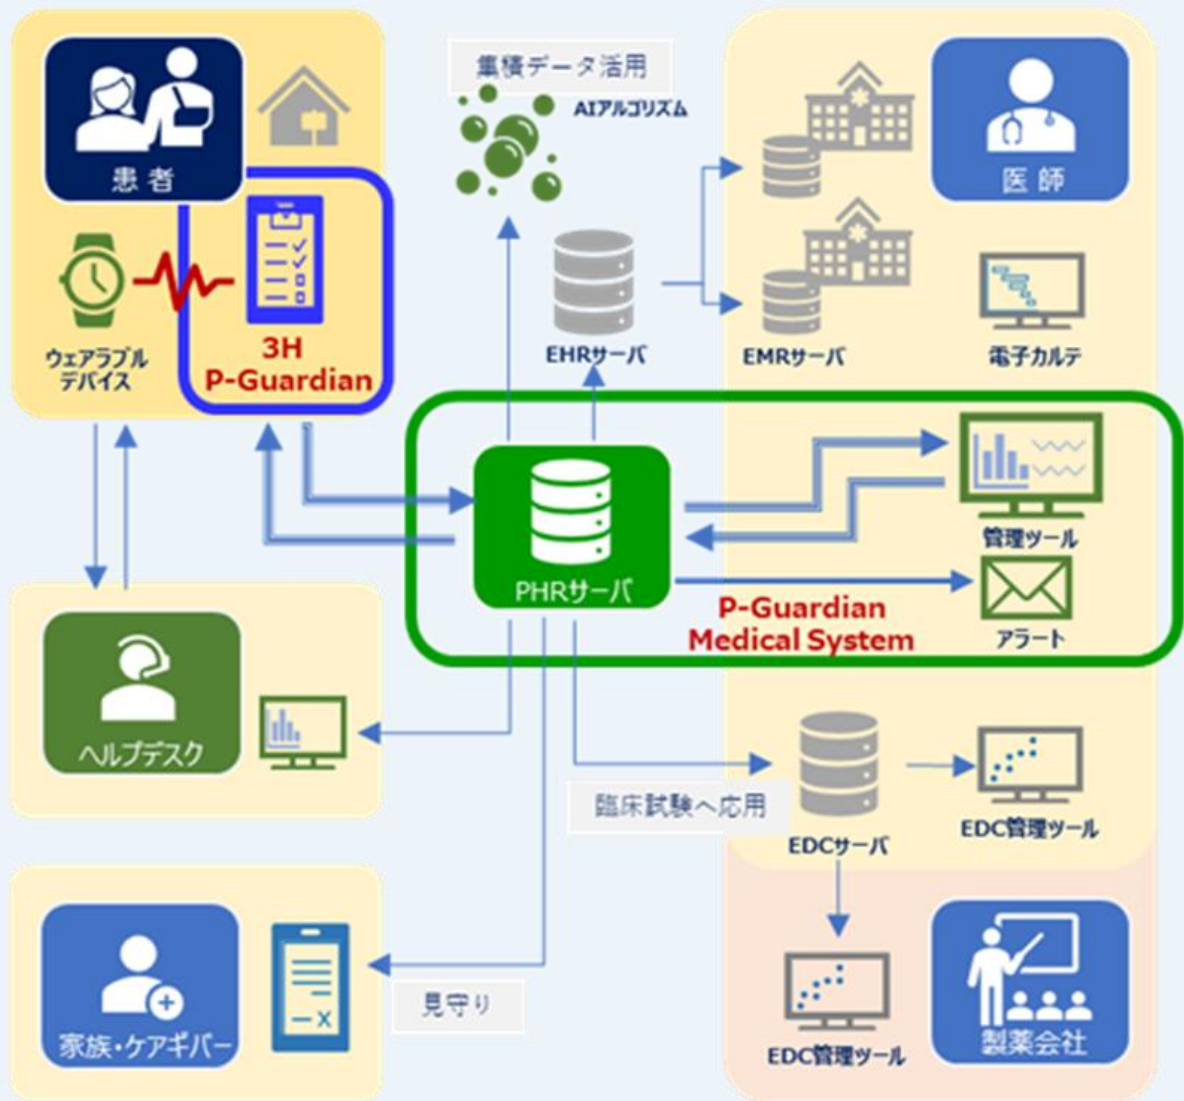 患者
ウェアラブル
デバイス
3H
P-Guardian
集積データ活用
AIアルゴリズム
EHRサーバ
EMRサーバ
医師
電子カルテ
PHRサーバ
管理ツール
アラート
P-Guardian
Medical System
ヘルプデスク
臨床試験へ応用
EDCサーバ
EDC管理ツール
家族・ケアギバー
見守り
EDC管理ツール
製薬会社